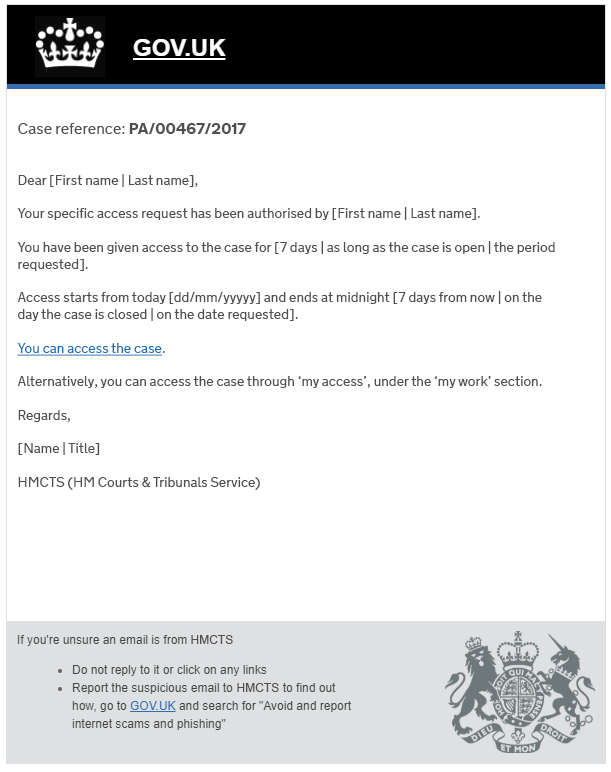 GOV.UK
Case reference: PA/00467/2017
Dear [First name | Last name],
Your specific access request has been authorised by [First name | Last name].
You have been given access to the case for [7 days | as long as the case is open | the period
requested].
Access starts from today [dd/mm/yyyyy] and ends at midnight [7 days from now | on the
day the case is closed | on the date requested].
You can access the case.
Alternatively, you can access the case through ‘my access’, under the ‘my work’ section.
Regards,
[Name | Title]
HMCTS (HM Courts & Tribunals Service)
If you're unsure an email is from HMCTS
Do not reply to it or click on any links
Report the suspicious email to HMCTS to find out
how, go to GOV.UK and search for "Avoid and report
internet scams and phishing"
QUI MAL
DIEU ET MON DROIT